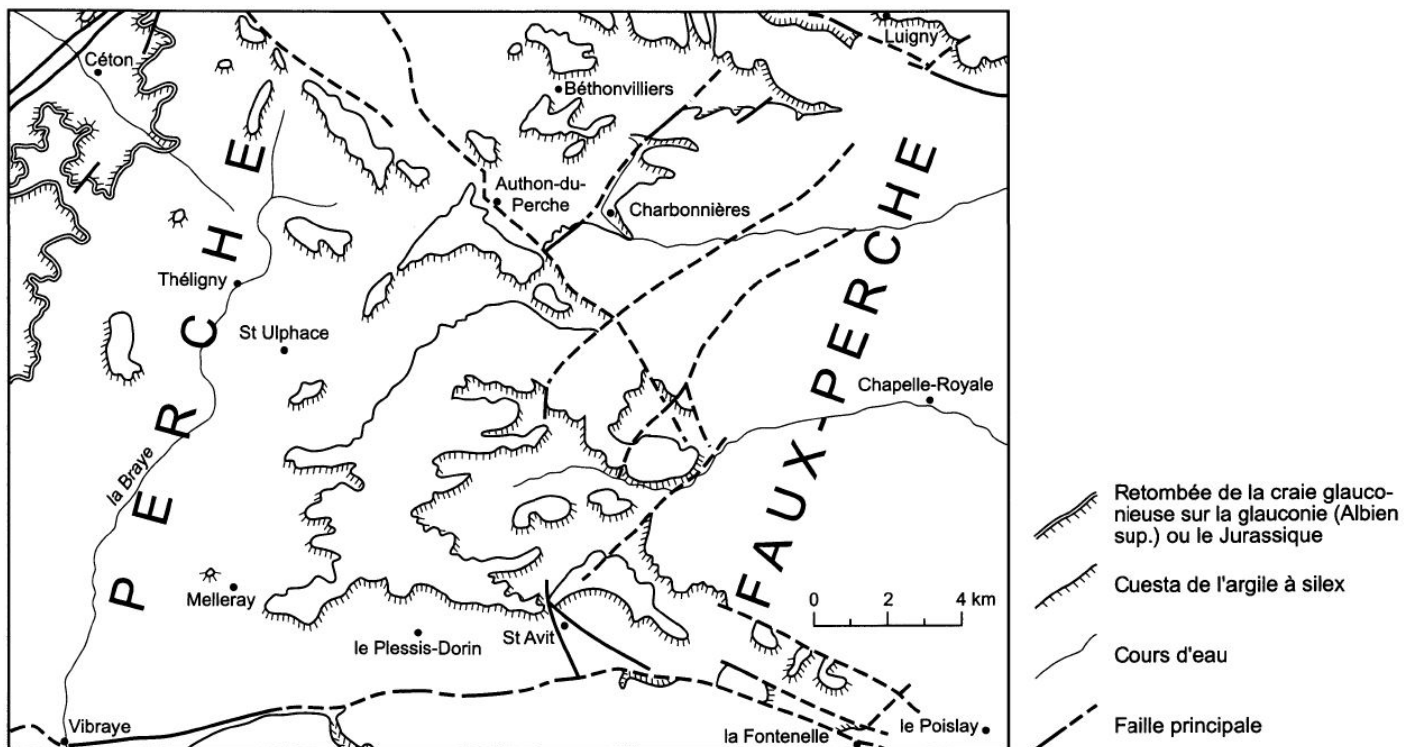 Céton
Luigny
Béthonvilliers
Authon-du-
Perche
Charbonnières
Théligny
St Ulphace
Chapelle-Royale
la Braye
PERCHE
FAUX-PERCHE
Melleray
le Plessis-Dorin
St Avit
0 2 4 km
Vibraye
la Fontenelle
le Poislay
Retombée de la craie glauco-
nieuse sur la glauconie (Albien
sup.) ou le Jurassique
Cuesta de l'argile à silex
Cours d'eau
Faille principale